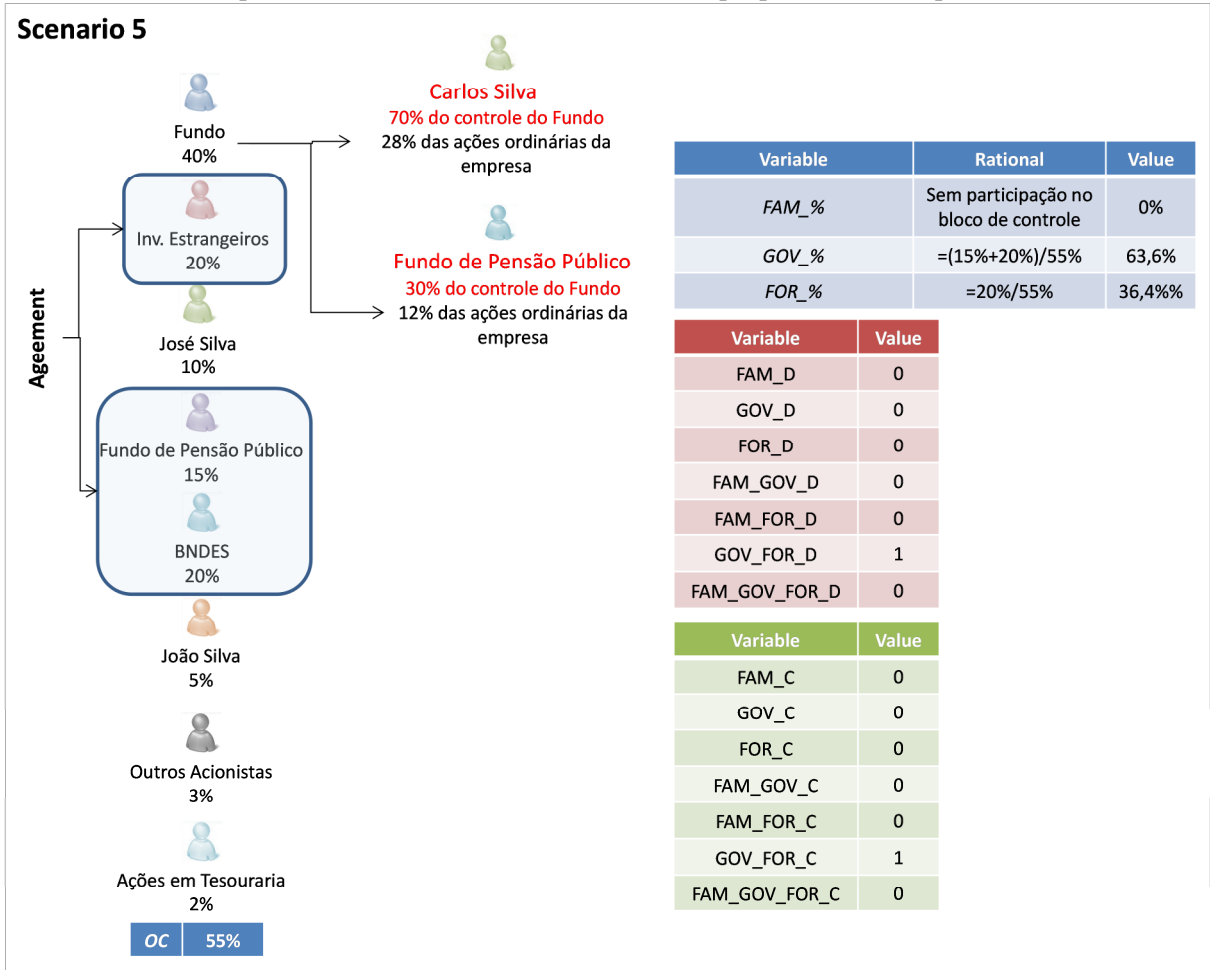 Scenario 5
Fundo
40%
Inv. Estrangeiros
20%
José Silva
10%
Fundo de Pensão Público
15%
BNDES
20%
João Silva
5%
Outros Acionistas
3%
Ações em Tesouraria
2%
OC 55%
Ageement
Carlos Silva
70% do controle do Fundo
28% das ações ordinárias da
empresa
Fundo de Pensão Público
30% do controle do Fundo
12% das ações ordinárias da
empresa
Variable Rational Value
FAM_% Sem participação no
bloco de controle 0%
GOV_% =(15%+20%)/55% 63,6%
FOR_% =20%/55% 36,4%%
Variable Value
FAM_D 0
GOV_D 0
FOR_D 0
FAM_GOV_D 0
FAM_FOR_D 0
GOV_FOR_D 1
FAM_GOV_FOR_D 0
Variable Value
FAM_C 0
GOV_C 0
FOR_C 0
FAM_GOV_C 0
FAM_FOR_C 0
GOV_FOR_C 1
FAM_GOV_FOR_C 0